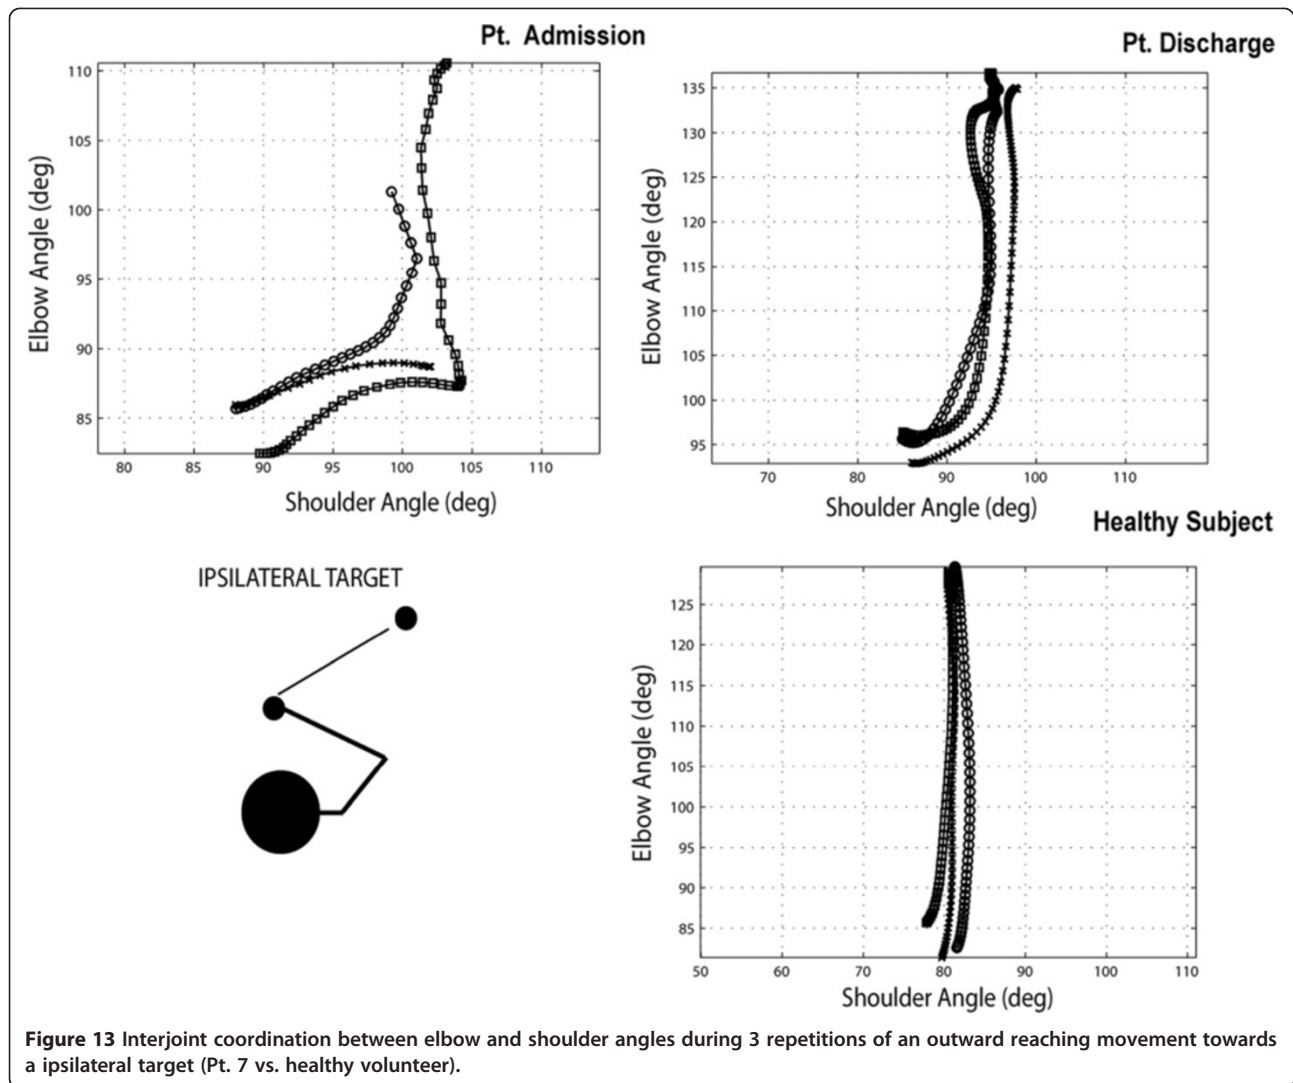 Pt. Admission
110
105
100
95
90
85
80 85 90 95 100 105 110
Elbow Angle (deg)
Shoulder Angle (deg)
Pt. Discharge
135
130
125
120
115
110
105
100
95
70 80 90 100 110
Elbow Angle (deg)
Shoulder Angle (deg)
IPSILATERAL TARGET
Healthy Subject
125
120
115
110
105
100
95
90
85
50 60 70 80 90 100 110
Elbow Angle (deg)
Shoulder Angle (deg)
Figure 13 Interjoint coordination between elbow and shoulder angles during 3 repetitions of an outward reaching movement towards
a ipsilateral target (Pt. 7 vs. healthy volunteer).